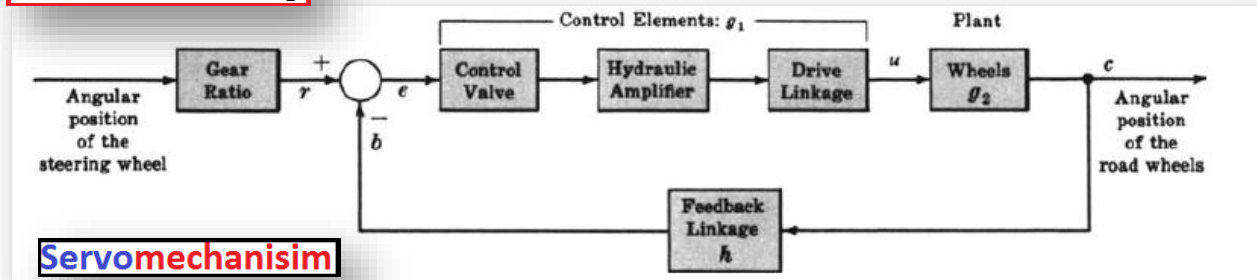 Control Elements: g₁
Plant
Gear
Ratio
+
r
e
Control
Valve
Hydraulic
Amplifier
Drive
Linkage
u
Wheels
g₂
c
Angular
position
of the
steering wheel
−
b
Angular
position
of the
road wheels
Feedback
Linkage
h
Servomechanisim